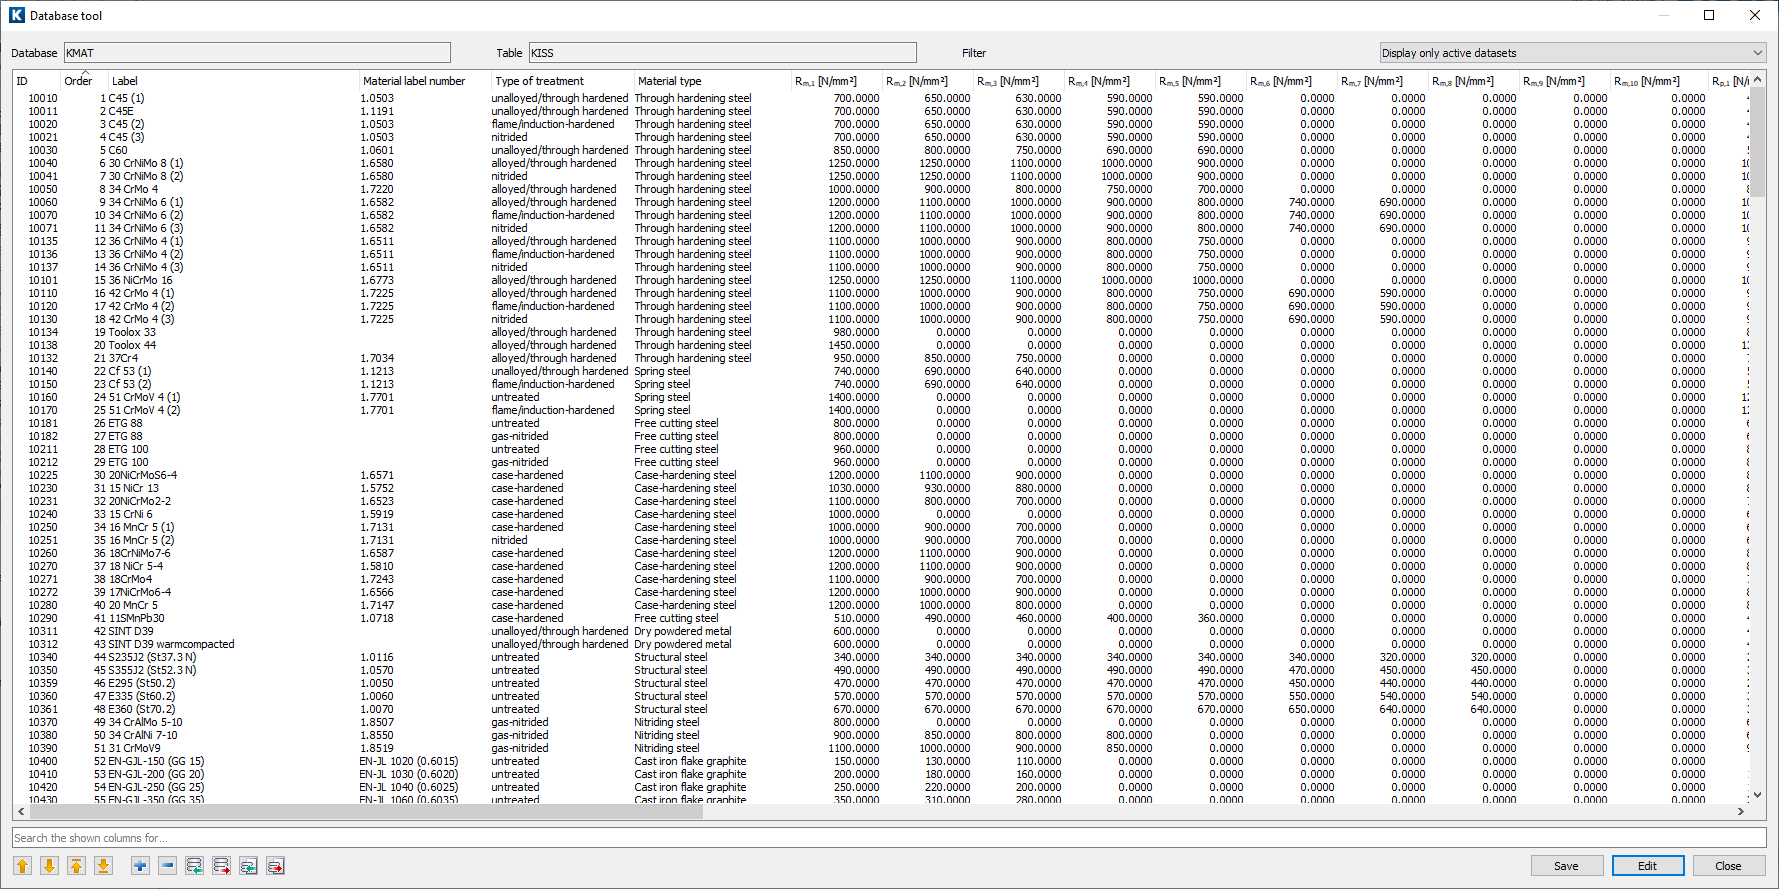 Database tool
Database KMAT Table KISS Filter Display only active datasets
ID Order Label Material label number Type of treatment Material type Rm,1 [N/mm²] Rm,2 [N/mm²] Rm,3 [N/mm²] Rm,4 [N/mm²] Rm,5 [N/mm²] Rm,6 [N/mm²] Rm,7 [N/mm²] Rm,8 [N/mm²] Rm,9 [N/mm²] Rm,10 [N/mm²] Rp,1 [N/
10010 1 C45 (1) 1.0503 unalloyed/through hardened Through hardening steel 700.0000 650.0000 630.0000 590.0000 590.0000 0.0000 0.0000 0.0000 0.0000 0.0000
10011 2 C45E 1.1191 unalloyed/through hardened Through hardening steel 700.0000 650.0000 630.0000 590.0000 590.0000 0.0000 0.0000 0.0000 0.0000 0.0000
10020 3 C45 (2) 1.0503 flame/induction-hardened Through hardening steel 700.0000 650.0000 630.0000 590.0000 590.0000 0.0000 0.0000 0.0000 0.0000 0.0000
10021 4 C45 (3) 1.0503 nitrided Through hardening steel 700.0000 650.0000 630.0000 590.0000 590.0000 0.0000 0.0000 0.0000 0.0000 0.0000
10030 5 C60 1.0601 unalloyed/through hardened Through hardening steel 850.0000 800.0000 750.0000 690.0000 690.0000 0.0000 0.0000 0.0000 0.0000 0.0000
10040 6 30 CrNiMo 8 (1) 1.6580 alloyed/through hardened Through hardening steel 1250.0000 1250.0000 1100.0000 1000.0000 900.0000 0.0000 0.0000 0.0000 0.0000 0.0000
10041 7 30 CrNiMo 8 (2) 1.6580 nitrided Through hardening steel 1250.0000 1250.0000 1100.0000 1000.0000 900.0000 0.0000 0.0000 0.0000 0.0000 0.0000
10050 8 34 CrMo 4 1.7220 alloyed/through hardened Through hardening steel 1000.0000 900.0000 800.0000 750.0000 700.0000 0.0000 0.0000 0.0000 0.0000 0.0000
10060 9 34 CrNiMo 6 (1) 1.6582 alloyed/through hardened Through hardening steel 1200.0000 1100.0000 1000.0000 900.0000 800.0000 740.0000 690.0000 0.0000 0.0000 0.0000
10070 10 34 CrNiMo 6 (2) 1.6582 flame/induction-hardened Through hardening steel 1200.0000 1100.0000 1000.0000 900.0000 800.0000 740.0000 690.0000 0.0000 0.0000 0.0000
10071 11 34 CrNiMo 6 (3) 1.6582 nitrided Through hardening steel 1200.0000 1100.0000 1000.0000 900.0000 800.0000 740.0000 690.0000 0.0000 0.0000 0.0000
10135 12 36 CrNiMo 4 (1) 1.6511 alloyed/through hardened Through hardening steel 1100.0000 1000.0000 900.0000 800.0000 750.0000 0.0000 0.0000 0.0000 0.0000 0.0000
10136 13 36 CrNiMo 4 (2) 1.6511 flame/induction-hardened Through hardening steel 1100.0000 1000.0000 900.0000 800.0000 750.0000 0.0000 0.0000 0.0000 0.0000 0.0000
10137 14 36 CrNiMo 4 (3) 1.6511 nitrided Through hardening steel 1100.0000 1000.0000 900.0000 800.0000 750.0000 0.0000 0.0000 0.0000 0.0000 0.0000
10101 15 36 NiCrMo 16 1.6773 alloyed/through hardened Through hardening steel 1250.0000 1250.0000 1100.0000 1000.0000 1000.0000 0.0000 0.0000 0.0000 0.0000 0.0000
10110 16 42 CrMo 4 (1) 1.7225 alloyed/through hardened Through hardening steel 1100.0000 1000.0000 900.0000 800.0000 750.0000 690.0000 590.0000 0.0000 0.0000 0.0000
10120 17 42 CrMo 4 (2) 1.7225 flame/induction-hardened Through hardening steel 1100.0000 1000.0000 900.0000 800.0000 750.0000 690.0000 590.0000 0.0000 0.0000 0.0000
10130 18 42 CrMo 4 (3) 1.7225 nitrided Through hardening steel 1100.0000 1000.0000 900.0000 800.0000 750.0000 690.0000 590.0000 0.0000 0.0000 0.0000
10134 19 Toolox 33 alloyed/through hardened Through hardening steel 980.0000 0.0000 0.0000 0.0000 0.0000 0.0000 0.0000 0.0000 0.0000 0.0000
10138 20 Toolox 44 alloyed/through hardened Through hardening steel 1450.0000 0.0000 0.0000 0.0000 0.0000 0.0000 0.0000 0.0000 0.0000 0.0000
10132 21 37Cr4 1.7034 alloyed/through hardened Through hardening steel 950.0000 850.0000 750.0000 0.0000 0.0000 0.0000 0.0000 0.0000 0.0000 0.0000
10140 22 Cf 53 (1) 1.1213 unalloyed/through hardened Spring steel 740.0000 690.0000 640.0000 0.0000 0.0000 0.0000 0.0000 0.0000 0.0000 0.0000
10150 23 Cf 53 (2) 1.1213 flame/induction-hardened Spring steel 740.0000 690.0000 640.0000 0.0000 0.0000 0.0000 0.0000 0.0000 0.0000 0.0000
10160 24 51 CrMoV 4 (1) 1.7701 untreated Spring steel 1400.0000 0.0000 0.0000 0.0000 0.0000 0.0000 0.0000 0.0000 0.0000 0.0000
10170 25 51 CrMoV 4 (2) 1.7701 flame/induction-hardened Spring steel 1400.0000 0.0000 0.0000 0.0000 0.0000 0.0000 0.0000 0.0000 0.0000 0.0000
10181 26 ETG 88 untreated Free cutting steel 800.0000 0.0000 0.0000 0.0000 0.0000 0.0000 0.0000 0.0000 0.0000 0.0000
10182 27 ETG 88 gas-nitrided Free cutting steel 800.0000 0.0000 0.0000 0.0000 0.0000 0.0000 0.0000 0.0000 0.0000 0.0000
10211 28 ETG 100 untreated Free cutting steel 960.0000 0.0000 0.0000 0.0000 0.0000 0.0000 0.0000 0.0000 0.0000 0.0000
10212 29 ETG 100 gas-nitrided Free cutting steel 960.0000 0.0000 0.0000 0.0000 0.0000 0.0000 0.0000 0.0000 0.0000 0.0000
10225 30 20NiCrMoS6-4 1.6571 case-hardened Case-hardening steel 1200.0000 1100.0000 900.0000 0.0000 0.0000 0.0000 0.0000 0.0000 0.0000 0.0000
10230 31 15 NiCr 13 1.5752 case-hardened Case-hardening steel 1030.0000 930.0000 880.0000 0.0000 0.0000 0.0000 0.0000 0.0000 0.0000 0.0000
10231 32 20NiCrMo2-2 1.6523 case-hardened Case-hardening steel 1100.0000 800.0000 700.0000 0.0000 0.0000 0.0000 0.0000 0.0000 0.0000 0.0000
10240 33 15 CrNi 6 1.5919 case-hardened Case-hardening steel 1000.0000 0.0000 0.0000 0.0000 0.0000 0.0000 0.0000 0.0000 0.0000 0.0000
10250 34 16 MnCr 5 (1) 1.7131 case-hardened Case-hardening steel 1000.0000 900.0000 700.0000 0.0000 0.0000 0.0000 0.0000 0.0000 0.0000 0.0000
10251 35 16 MnCr 5 (2) 1.7131 nitrided Case-hardening steel 1000.0000 900.0000 700.0000 0.0000 0.0000 0.0000 0.0000 0.0000 0.0000 0.0000
10260 36 18CrNiMo7-6 1.6587 case-hardened Case-hardening steel 1200.0000 1100.0000 900.0000 0.0000 0.0000 0.0000 0.0000 0.0000 0.0000 0.0000
10270 37 18 NiCr 5-4 1.5810 case-hardened Case-hardening steel 1200.0000 1100.0000 900.0000 0.0000 0.0000 0.0000 0.0000 0.0000 0.0000 0.0000
10271 38 18CrMo4 1.7243 case-hardened Case-hardening steel 1100.0000 900.0000 700.0000 0.0000 0.0000 0.0000 0.0000 0.0000 0.0000 0.0000
10272 39 17NiCrMo6-4 1.6566 case-hardened Case-hardening steel 1200.0000 1000.0000 900.0000 0.0000 0.0000 0.0000 0.0000 0.0000 0.0000 0.0000
10280 40 20 MnCr 5 1.7147 case-hardened Case-hardening steel 1200.0000 1000.0000 800.0000 0.0000 0.0000 0.0000 0.0000 0.0000 0.0000 0.0000
10290 41 11SMnPb30 1.0718 case-hardened Free cutting steel 510.0000 490.0000 460.0000 400.0000 360.0000 0.0000 0.0000 0.0000 0.0000 0.0000
10311 42 SINT D39 unalloyed/through hardened Dry powdered metal 600.0000 0.0000 0.0000 0.0000 0.0000 0.0000 0.0000 0.0000 0.0000 0.0000
10312 43 SINT D39 warmcompacted unalloyed/through hardened Dry powdered metal 600.0000 0.0000 0.0000 0.0000 0.0000 0.0000 0.0000 0.0000 0.0000 0.0000
10340 44 S235J2 (St37.3 N) 1.0116 untreated Structural steel 340.0000 340.0000 340.0000 340.0000 340.0000 340.0000 320.0000 320.0000 0.0000 0.0000
10350 45 S355J2 (St52.3 N) 1.0570 untreated Structural steel 490.0000 490.0000 490.0000 490.0000 490.0000 470.0000 450.0000 450.0000 0.0000 0.0000
10359 46 E295 (St50.2) 1.0050 untreated Structural steel 470.0000 470.0000 470.0000 470.0000 470.0000 450.0000 440.0000 440.0000 0.0000 0.0000
10360 47 E335 (St60.2) 1.0060 untreated Structural steel 570.0000 570.0000 570.0000 570.0000 570.0000 550.0000 540.0000 540.0000 0.0000 0.0000
10361 48 E360 (St70.2) 1.0070 untreated Structural steel 670.0000 670.0000 670.0000 670.0000 670.0000 650.0000 640.0000 640.0000 0.0000 0.0000
10370 49 34 CrAlMo 5-10 1.8507 gas-nitrided Nitriding steel 800.0000 0.0000 0.0000 0.0000 0.0000 0.0000 0.0000 0.0000 0.0000 0.0000
10380 50 34 CrAlNi 7-10 1.8550 gas-nitrided Nitriding steel 900.0000 850.0000 800.0000 800.0000 0.0000 0.0000 0.0000 0.0000 0.0000 0.0000
10390 51 31 CrMoV9 1.8519 gas-nitrided Nitriding steel 1100.0000 1000.0000 900.0000 850.0000 0.0000 0.0000 0.0000 0.0000 0.0000 0.0000
10400 52 EN-GJL-150 (GG 15) EN-JL 1020 (0.6015) untreated Cast iron flake graphite 150.0000 130.0000 110.0000 0.0000 0.0000 0.0000 0.0000 0.0000 0.0000 0.0000
10410 53 EN-GJL-200 (GG 20) EN-JL 1030 (0.6020) untreated Cast iron flake graphite 200.0000 180.0000 160.0000 0.0000 0.0000 0.0000 0.0000 0.0000 0.0000 0.0000
10420 54 EN-GJL-250 (GG 25) EN-JL 1040 (0.6025) untreated Cast iron flake graphite 250.0000 220.0000 200.0000 0.0000 0.0000 0.0000 0.0000 0.0000 0.0000 0.0000
10430 55 EN-GJL-350 (GG 35) EN-JL 1060 (0.6035) untreated Cast iron flake graphite 350.0000 310.0000 280.0000 0.0000 0.0000 0.0000 0.0000 0.0000 0.0000 0.0000
Search the shown columns for...
Save Edit Close